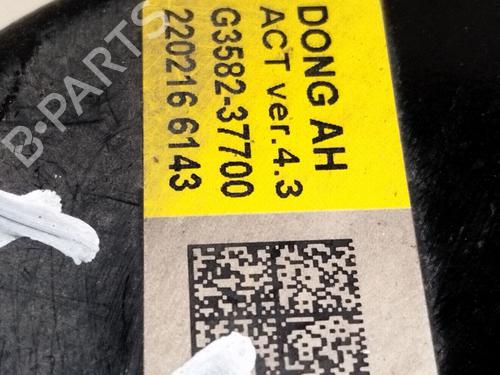 DONG AH
ACT ver.4.3
G3582-37700
220216 6143
B-PARTS